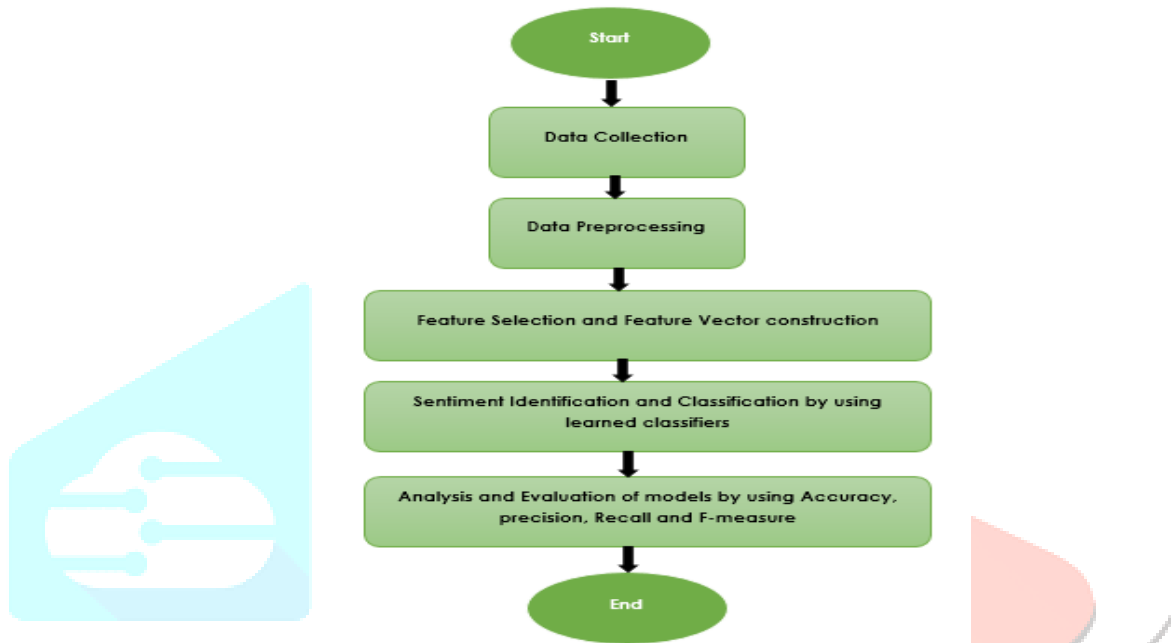 Start
Data Collection
Data Preprocessing
Feature Selection and Feature Vector construction
Sentiment Identification and Classification by using
learned classifiers
Analysis and Evaluation of models by using Accuracy,
precision, Recall and F-measure
End